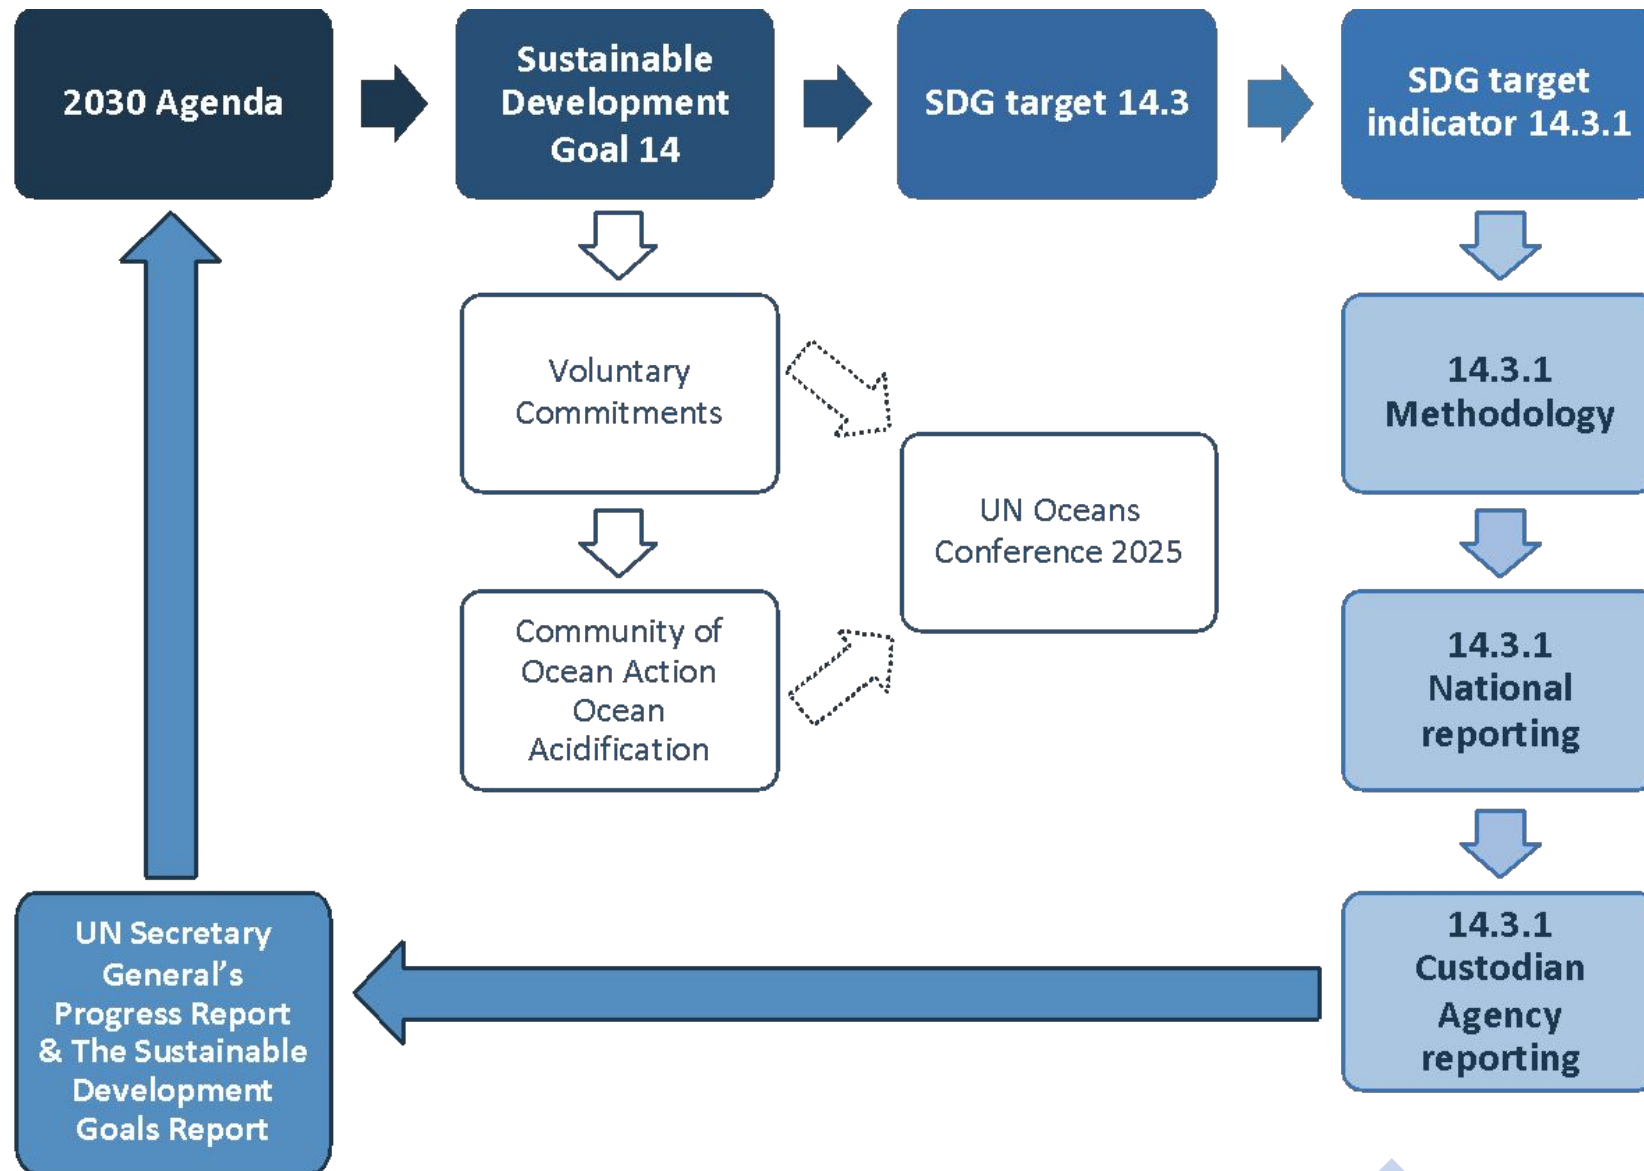 2030 Agenda
Sustainable
Development
Goal 14
SDG target 14.3
SDG target
indicator 14.3.1
Voluntary
Commitments
UN Oceans
Conference 2025
14.3.1
Methodology
Community of
Ocean Action
Ocean
Acidification
14.3.1
National
reporting
UN Secretary
General’s
Progress Report
& The Sustainable
Development
Goals Report
14.3.1
Custodian
Agency
reporting